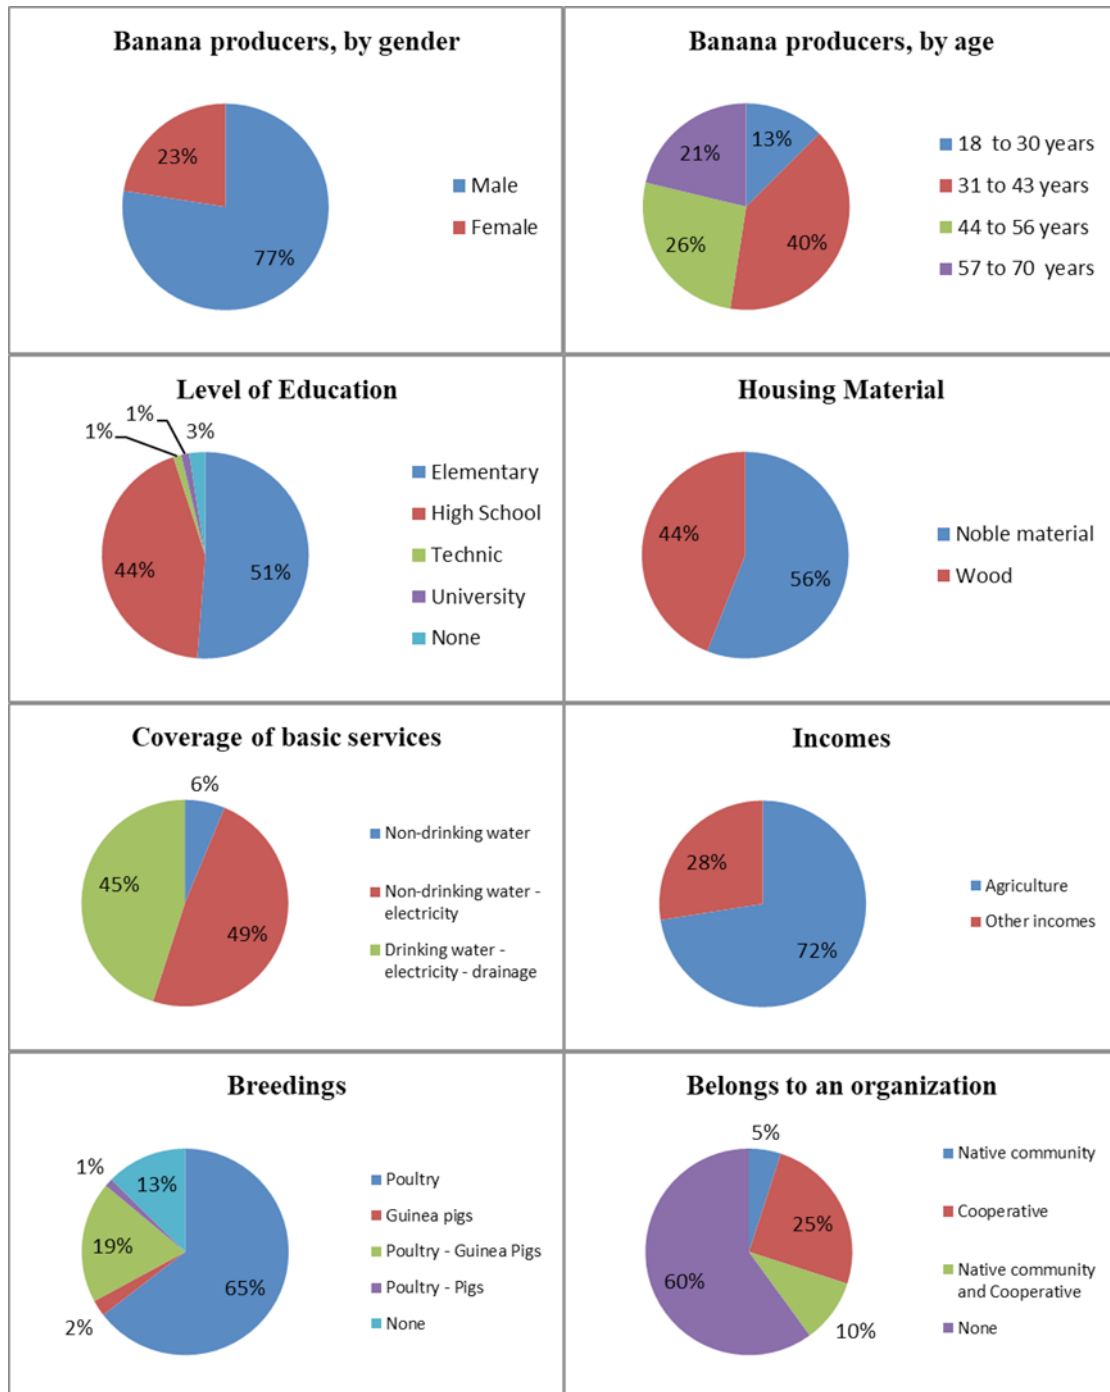 Banana producers, by gender
23%
77%
Male
Female
Banana producers, by age
13%
21%
26%
40%
18 to 30 years
31 to 43 years
44 to 56 years
57 to 70 years
Level of Education
1%
1%
3%
44%
51%
Elementary
High School
Technic
University
None
Housing Material
44%
56%
Noble material
Wood
Coverage of basic services
6%
45%
49%
Non-drinking water
Non-drinking water -
electricity
Drinking water -
electricity - drainage
Incomes
28%
72%
Agriculture
Other incomes
Breedings
1%
13%
19%
65%
2%
Poultry
Guinea pigs
Poultry - Guinea Pigs
Poultry - Pigs
None
Belongs to an organization
5%
25%
60%
10%
Native community
Cooperative
Native community
and Cooperative
None